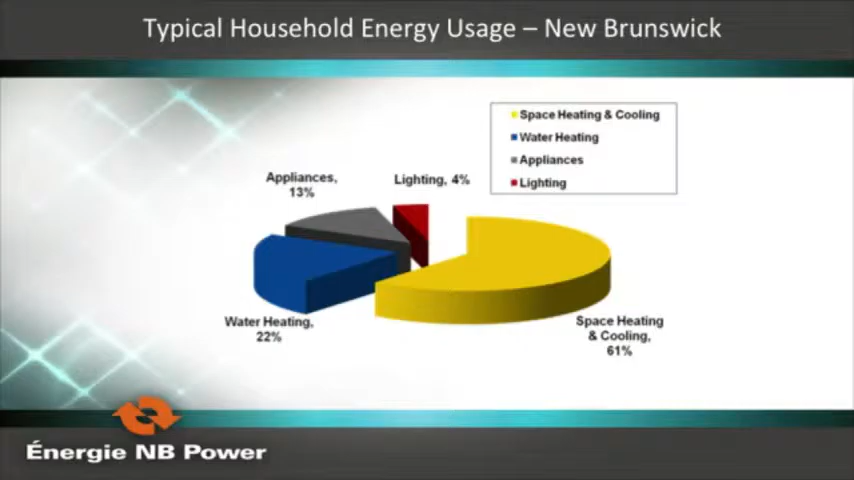 Typical Household Energy Usage – New Brunswick
Space Heating & Cooling
Water Heating
Appliances
Lighting
Appliances,
13%
Lighting, 4%
Water Heating,
22%
Space Heating
& Cooling,
61%
Énergie NB Power